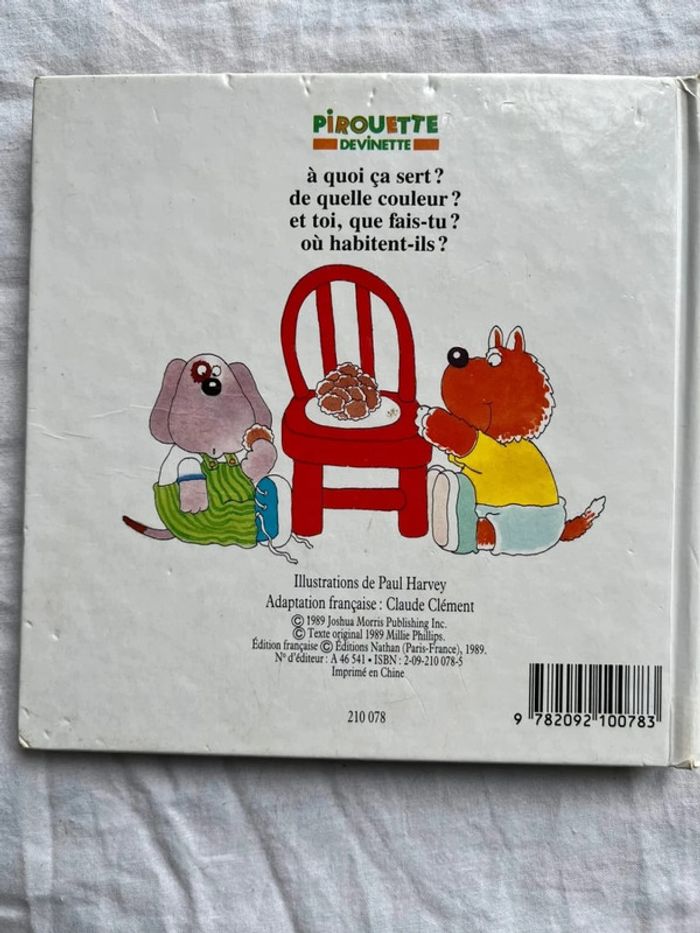 PiROUETTE
DEViNETTE
à quoi ça sert ?
de quelle couleur ?
et toi, que fais-tu ?
où habitent-ils ?
Illustrations de Paul Harvey
Adaptation française : Claude Clément
© 1989 Joshua Morris Publishing Inc.
© Texte original 1989 Millie Phillips.
Édition française © Éditions Nathan (Paris-France), 1989.
N° d'éditeur : A 46 541 • ISBN : 2-09-210 078-5
Imprimé en Chine
210 078
9 782092 100783